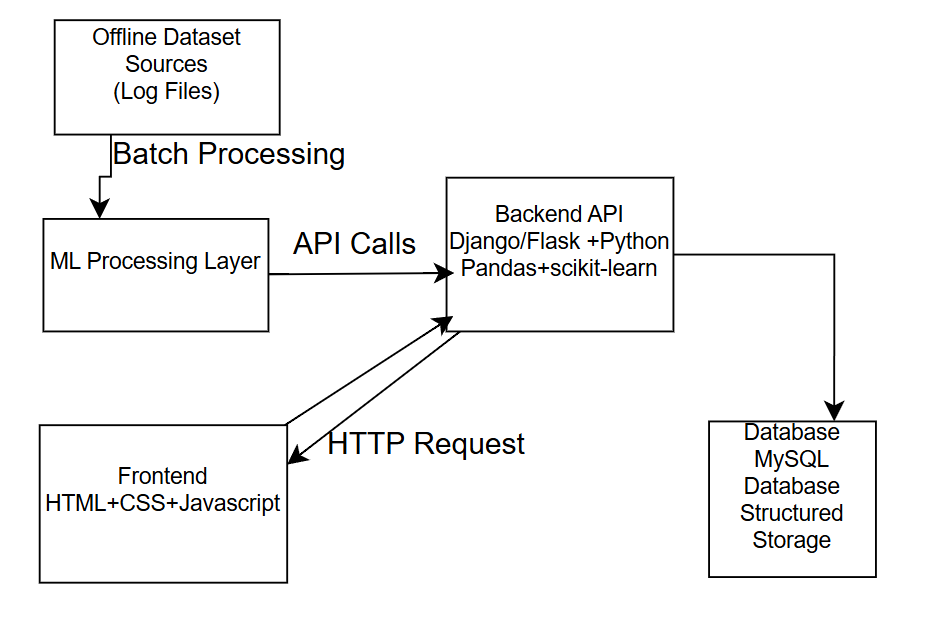 Offline Dataset
Sources
(Log Files)
Batch Processing
ML Processing Layer
API Calls
Backend API
Django/Flask +Python
Pandas+scikit-learn
HTTP Request
Frontend
HTML+CSS+Javascript
Database
MySQL
Database
Structured
Storage